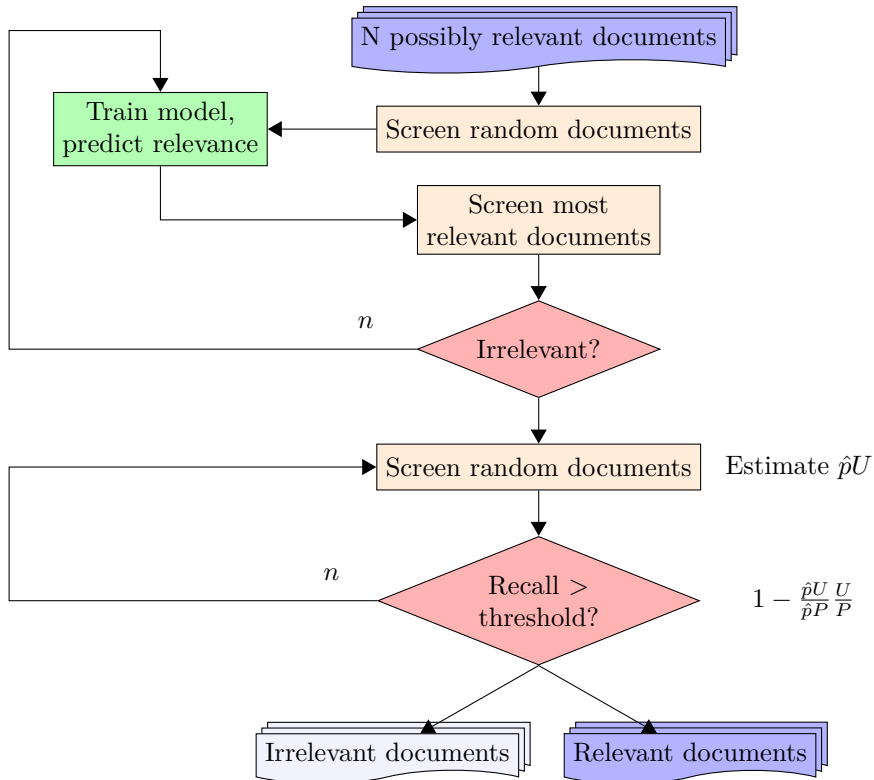 N possibly relevant documents
Train model,
predict relevance
Screen random documents
Screen most
relevant documents
n
Irrelevant?
Screen random documents
Estimate p̂U
n
Recall >
threshold?
1 − p̂U/p̂P U/P
Irrelevant documents
Relevant documents